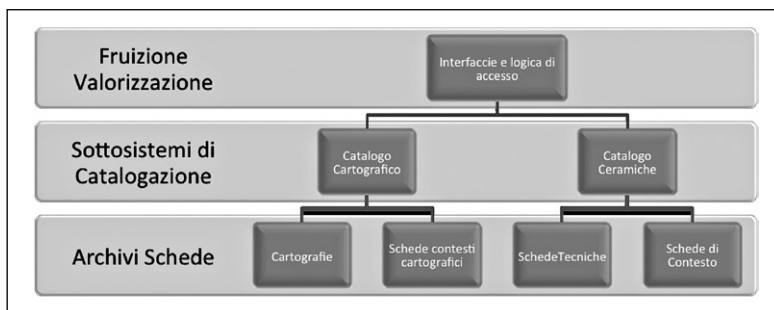 Fruizione
Valorizzazione
Interfaccie e logica di
accesso
Sottosistemi di
Catalogazione
Catalogo
Cartografico
Catalogo
Ceramiche
Archivi Schede
Cartografie
Schede contesti
cartografici
SchedeTecniche
Schede di
Contesto